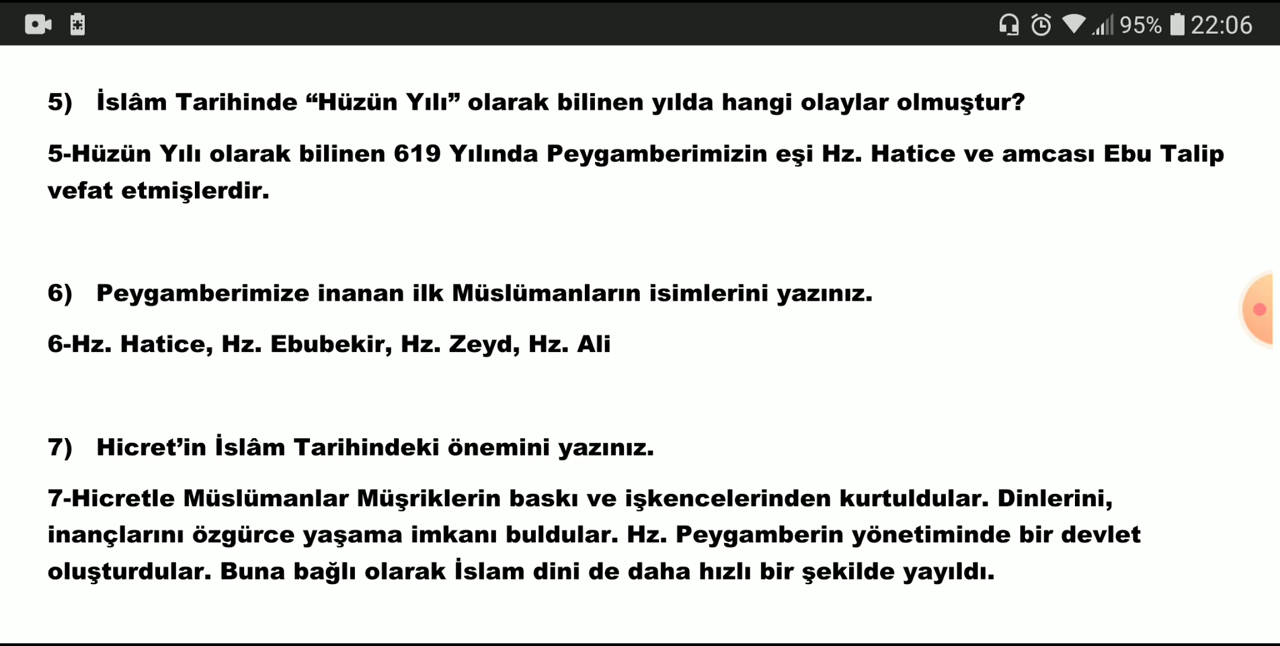 95% 22:06
5) İslâm Tarihinde “Hüzün Yılı” olarak bilinen yılda hangi olaylar olmuştur?
5-Hüzün Yılı olarak bilinen 619 Yılında Peygamberimizin eşi Hz. Hatice ve amcası Ebu Talip
vefat etmişlerdir.
6) Peygamberimize inanan ilk Müslümanların isimlerini yazınız.
6-Hz. Hatice, Hz. Ebubekir, Hz. Zeyd, Hz. Ali
7) Hicret’in İslâm Tarihindeki önemini yazınız.
7-Hicretle Müslümanlar Müşriklerin baskı ve işkencelerinden kurtuldular. Dinlerini,
inançlarını özgürce yaşama imkanı buldular. Hz. Peygamberin yönetiminde bir devlet
oluşturdular. Buna bağlı olarak İslam dini de daha hızlı bir şekilde yayıldı.